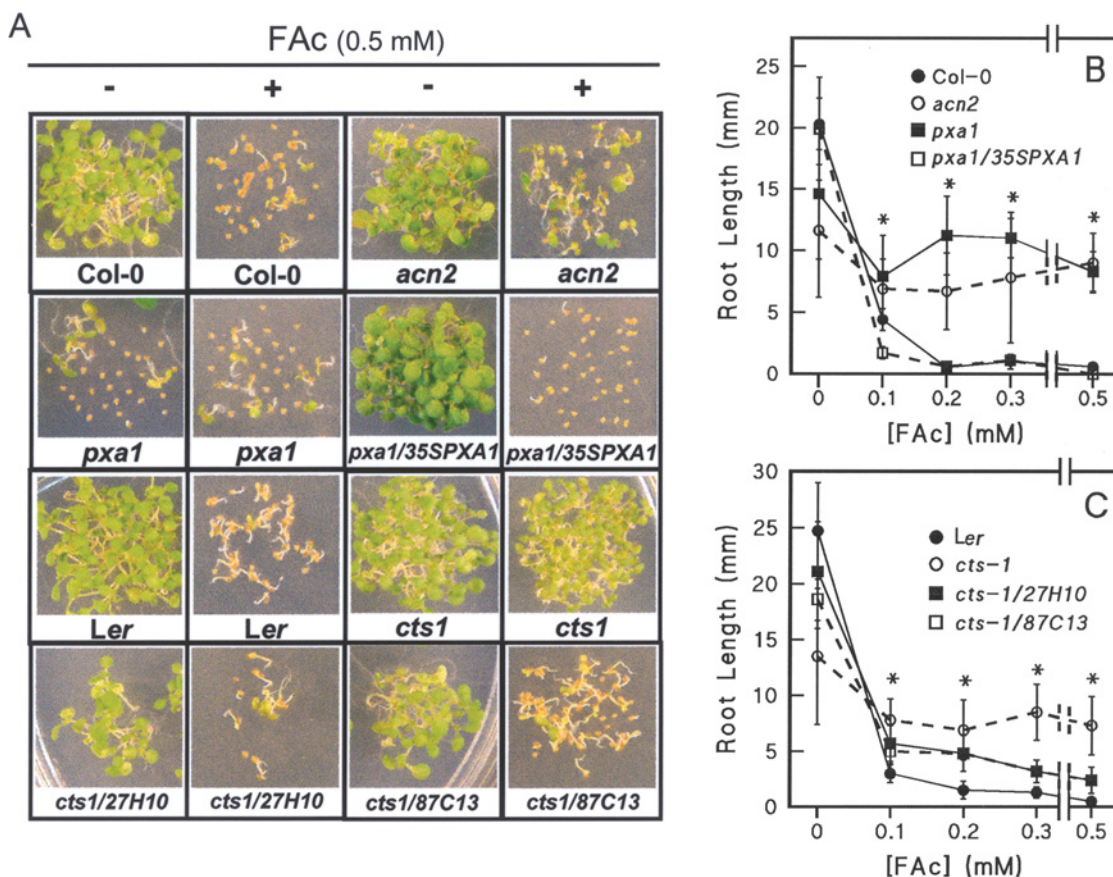 A
FAc (0.5 mM)
- + - +
Col-0 Col-0 acn2 acn2
pxa1 pxa1 pxa1/35SPXA1 pxa1/35SPXA1
Ler Ler cts1 cts1
cts1/27H10 cts1/27H10 cts1/87C13 cts1/87C13
B
Root Length (mm)
25
20
15
10
5
0
Col-0
acn2
pxa1
pxa1/35SPXA1
* * * *
0 0.1 0.2 0.3 0.5
[FAc] (mM)
C
Root Length (mm)
30
25
20
15
10
5
0
Ler
cts-1
cts-1/27H10
cts-1/87C13
* * * *
0 0.1 0.2 0.3 0.5
[FAc] (mM)